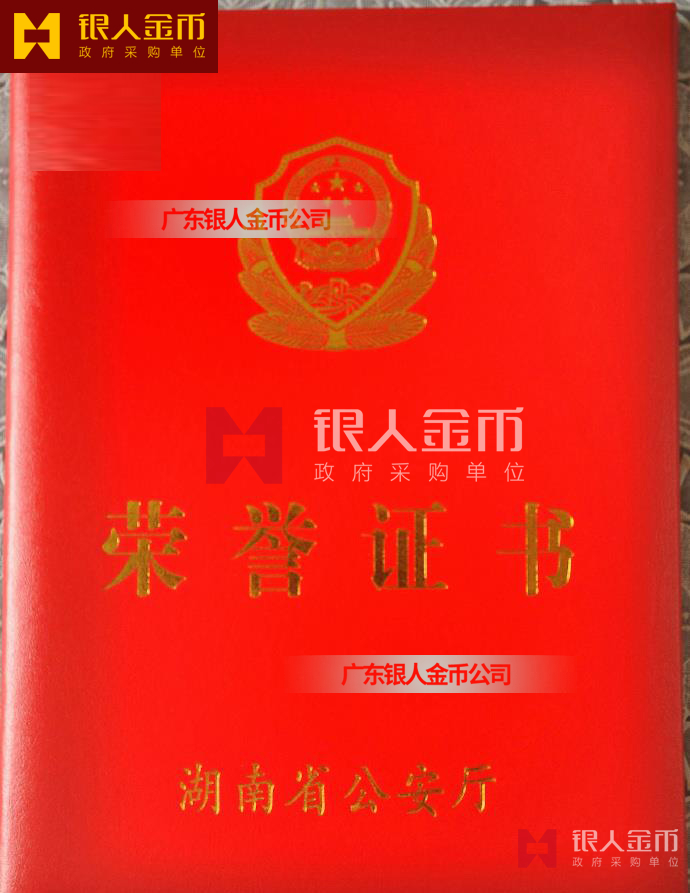 银人金币
政府采购单位
广东银人金币公司
银人金币
政府采购单位
荣誉证书
广东银人金币公司
湖南省公安厅
银人金币
政府采购单位